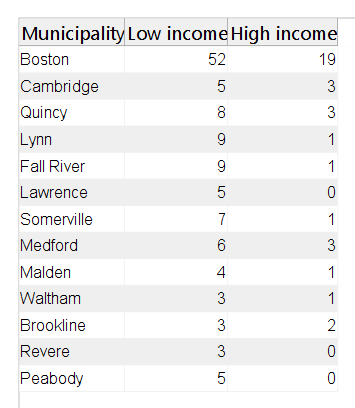 Municipality Low income High income
Boston 52 19
Cambridge 5 3
Quincy 8 3
Lynn 9 1
Fall River 9 1
Lawrence 5 0
Somerville 7 1
Medford 6 3
Malden 4 1
Waltham 3 1
Brookline 3 2
Revere 3 0
Peabody 5 0